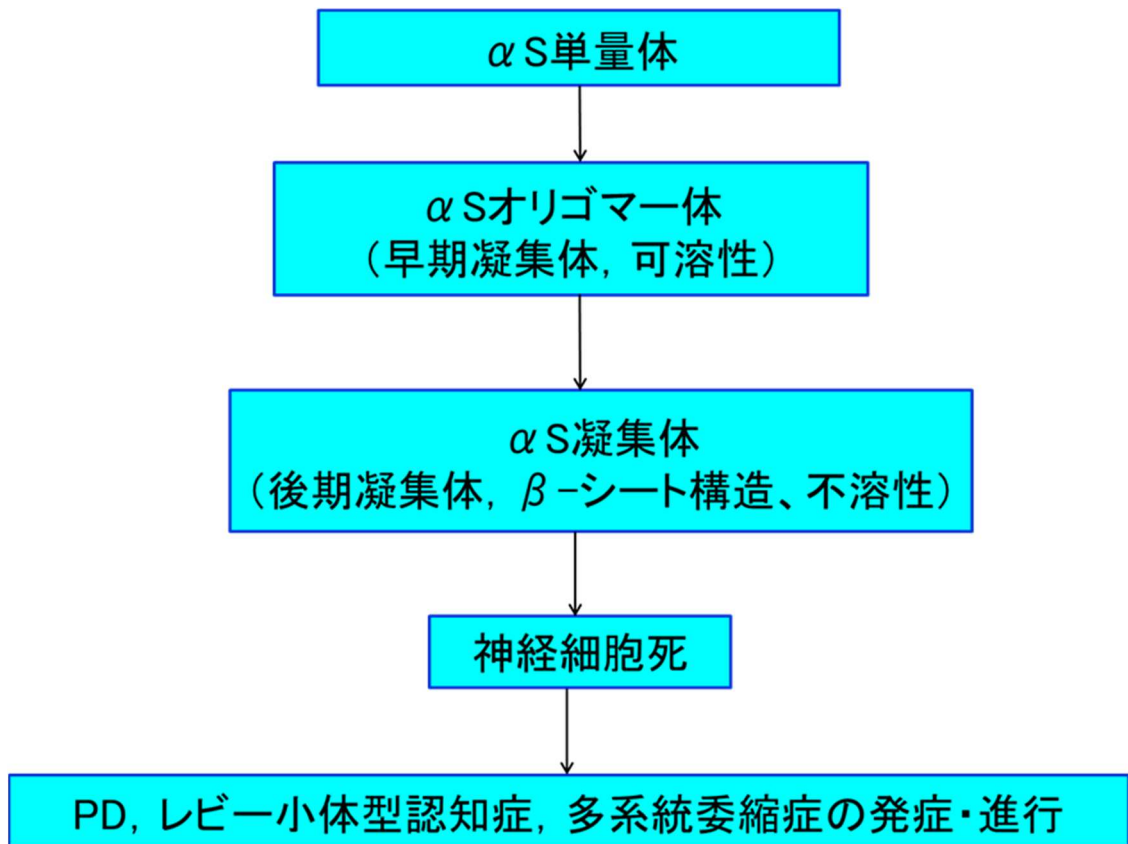 αS単量体
αSオリゴマー体
（早期凝集体，可溶性）
αS凝集体
（後期凝集体，β-シート構造、不溶性）
神経細胞死
PD，レビー小体型認知症，多系統委縮症の発症・進行